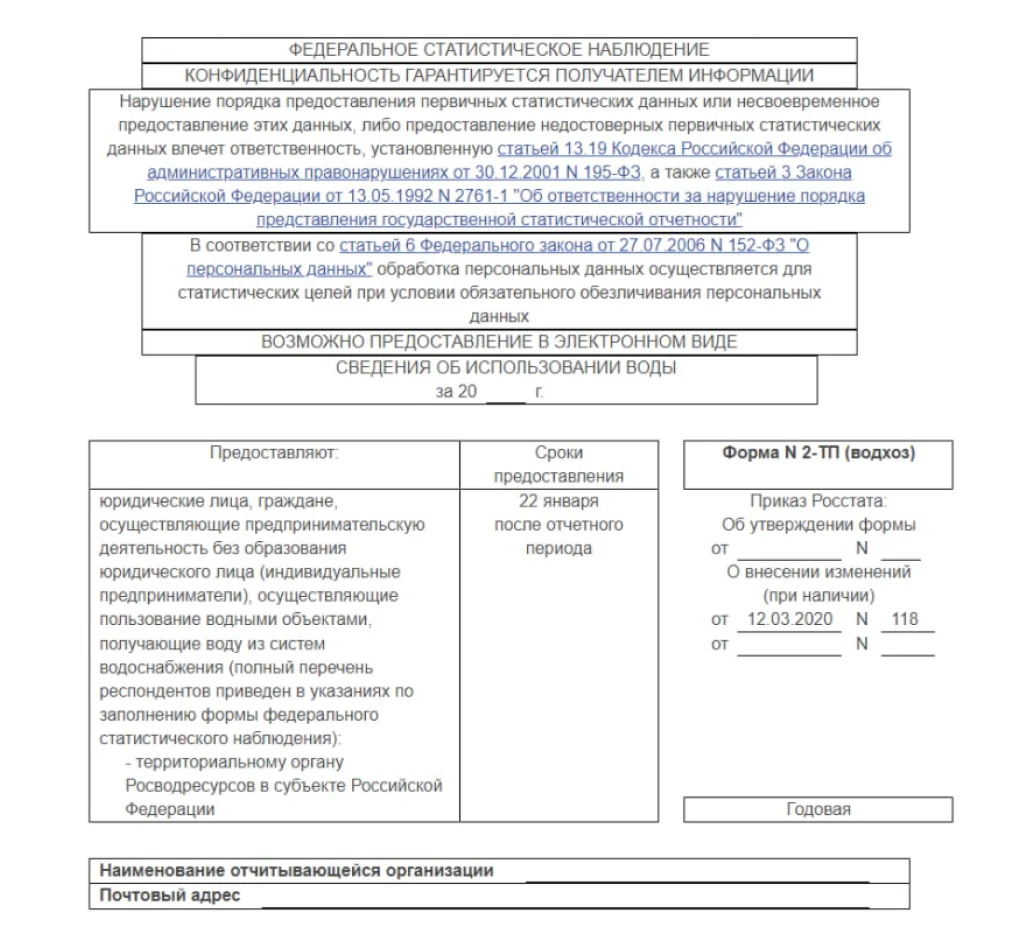 ФЕДЕРАЛЬНОЕ СТАТИСТИЧЕСКОЕ НАБЛЮДЕНИЕ
КОНФИДЕНЦИАЛЬНОСТЬ ГАРАНТИРУЕТСЯ ПОЛУЧАТЕЛЕМ ИНФОРМАЦИИ
Нарушение порядка предоставления первичных статистических данных или несвоевременное
предоставление этих данных, либо предоставление недостоверных первичных статистических
данных влечет ответственность, установленную статьей 13.19 Кодекса Российской Федерации об
административных правонарушениях от 30.12.2001 N 195-ФЗ, а также статьей 3 Закона
Российской Федерации от 13.05.1992 N 2761-1 "Об ответственности за нарушение порядка
представления государственной статистической отчетности"
В соответствии со статьей 6 Федерального закона от 27.07.2006 N 152-ФЗ "О
персональных данных" обработка персональных данных осуществляется для
статистических целей при условии обязательного обезличивания персональных
данных
ВОЗМОЖНО ПРЕДОСТАВЛЕНИЕ В ЭЛЕКТРОННОМ ВИДЕ
СВЕДЕНИЯ ОБ ИСПОЛЬЗОВАНИИ ВОДЫ
за 20 ____ г.
Предоставляют:
юридические лица, граждане,
осуществляющие предпринимательскую
деятельность без образования
юридического лица (индивидуальные
предприниматели), осуществляющие
пользование водными объектами,
получающие воду из систем
водоснабжения (полный перечень
респондентов приведен в указаниях по
заполнению формы федерального
статистического наблюдения):
- территориальному органу
Росводресурсов в субъекте Российской
Федерации
Сроки
предоставления
22 января
после отчетного
периода
Форма N 2-ТП (водхоз)
Приказ Росстата:
Об утверждении формы
от ____ N ____
О внесении изменений
(при наличии)
от 12.03.2020 N 118
от ____ N ____
Годовая
Наименование отчитывающейся организации ____
Почтовый адрес ____